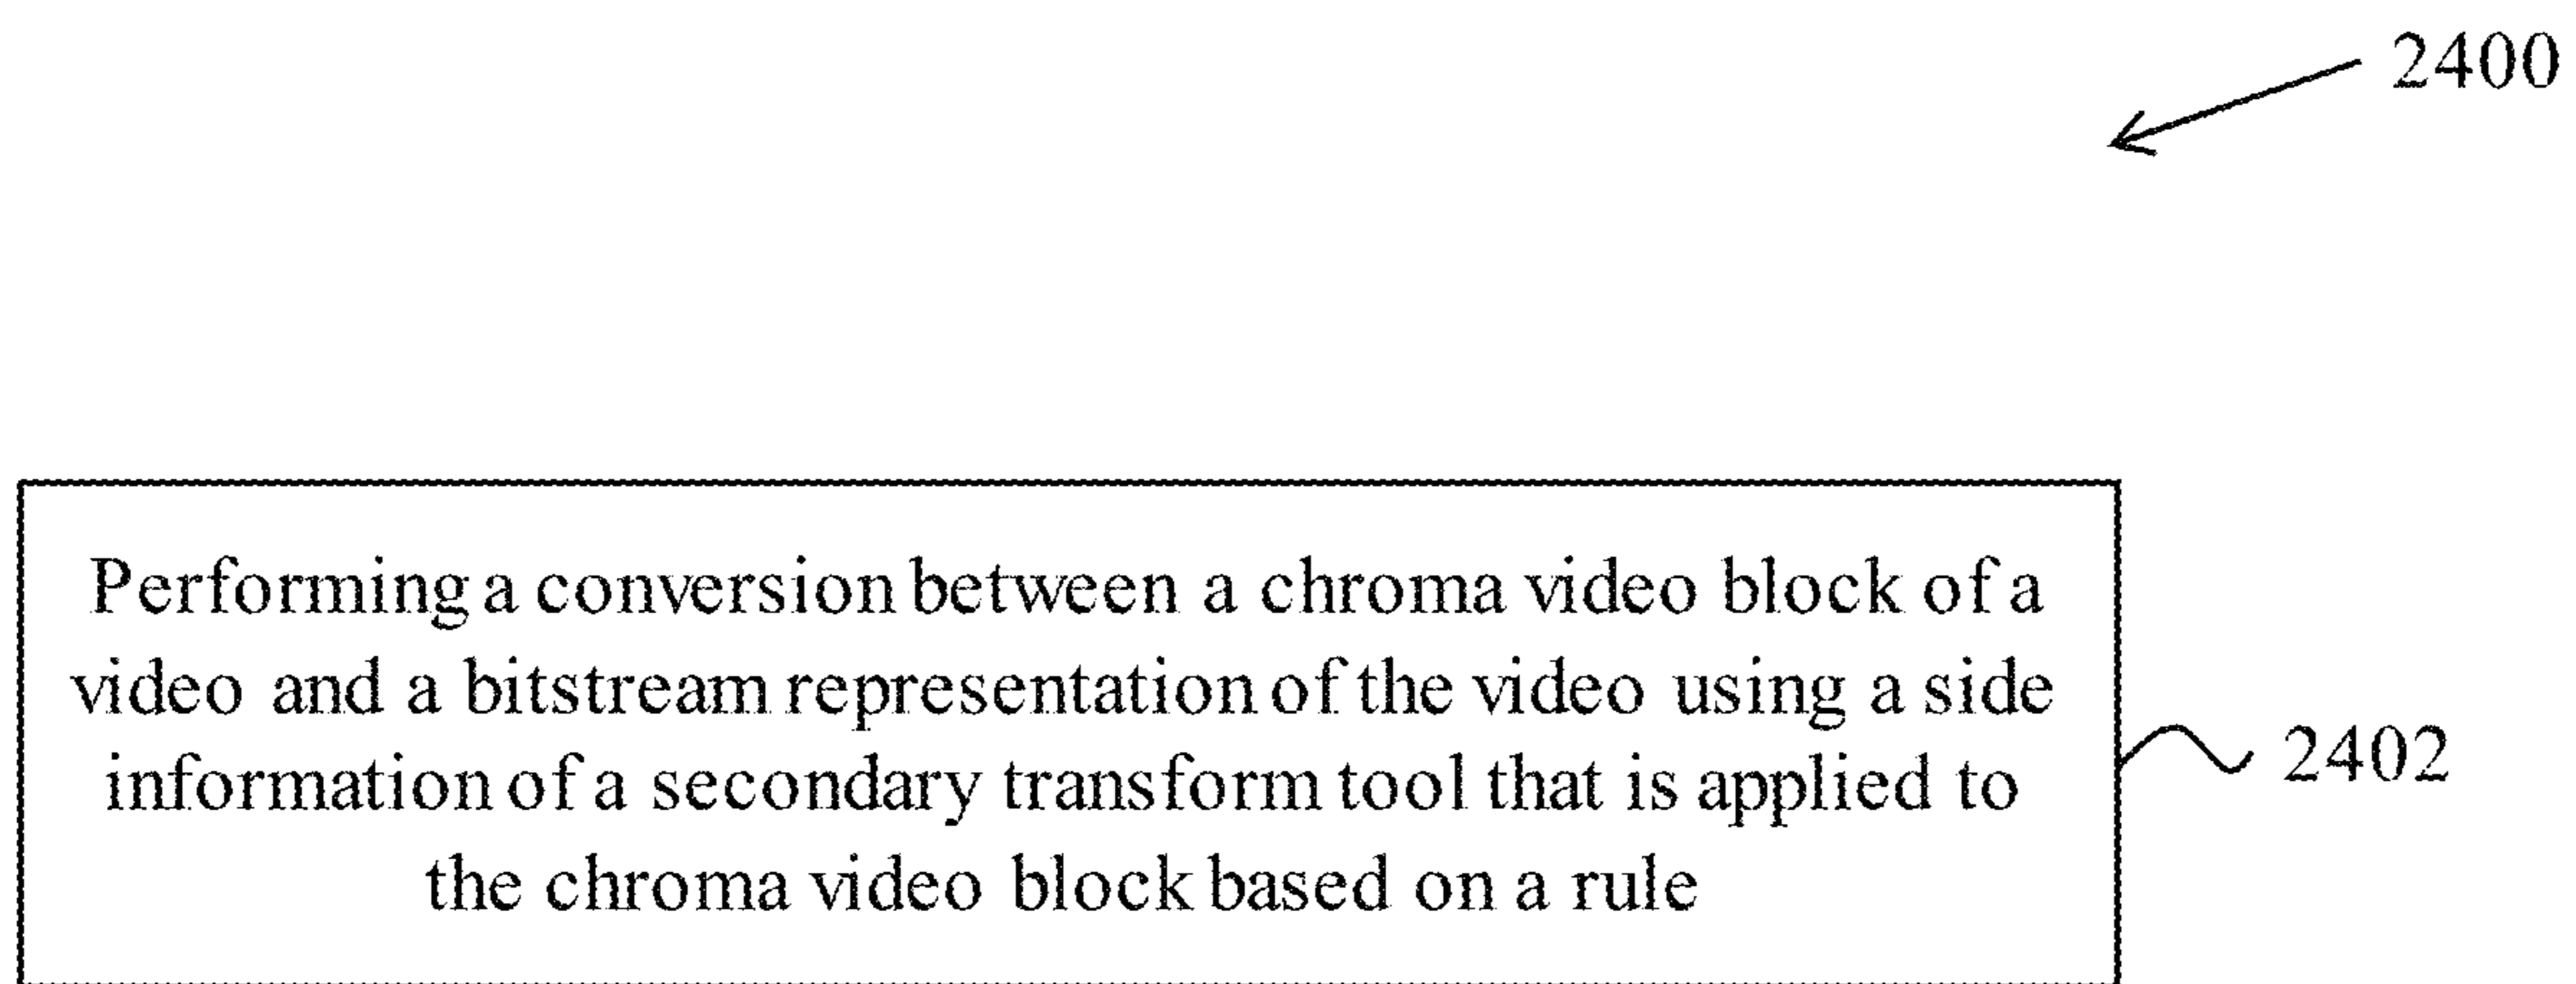 2400
Performing a conversion between a chroma video block of a
video and a bitstream representation of the video using a side
information of a secondary transform tool that is applied to
the chroma video block based on a rule
2402